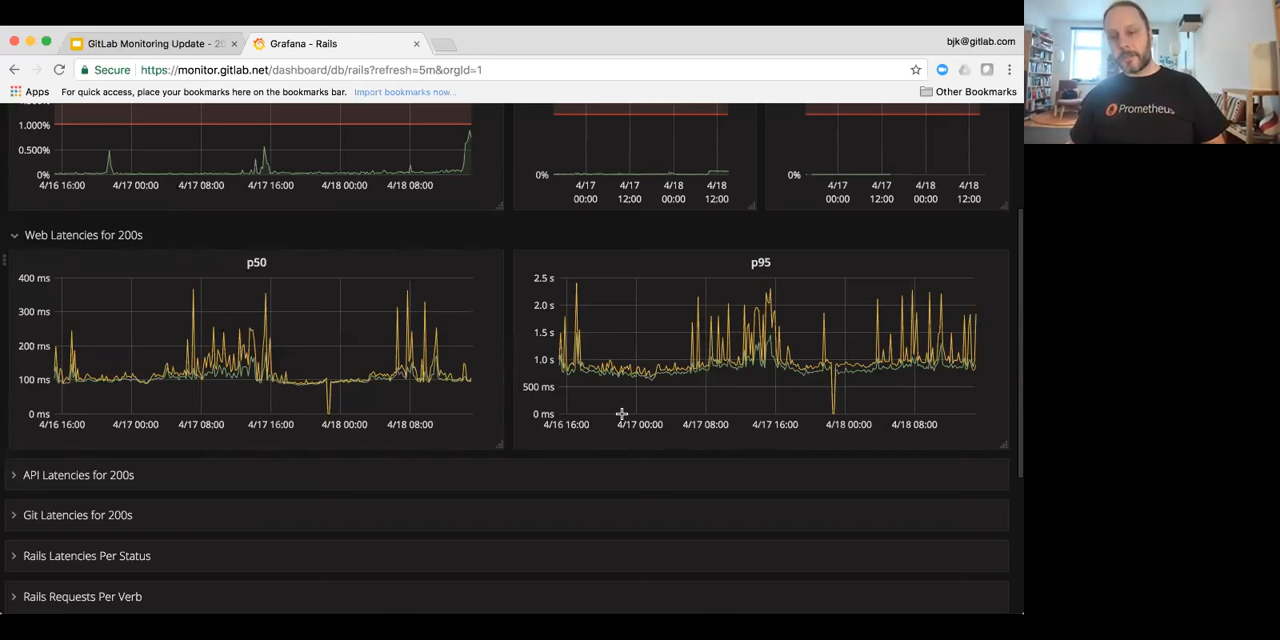 GitLab Monitoring Update - 20
Grafana - Rails
bjk@gitlab.com
Secure
https://monitor.gitlab.net/dashboard/db/rails?refresh=5m&orgId=1
Apps
For quick access, place your bookmarks here on the bookmarks bar.
Import bookmarks now...
Other Bookmarks
Prometheus
1.000%
0.500%
0%
4/16 16:00 4/17 00:00 4/17 08:00 4/17 16:00 4/18 00:00 4/18 08:00
0%
4/17 4/17 4/18 4/18
00:00 12:00 00:00 12:00
0%
4/17 4/17 4/18 4/18
00:00 12:00 00:00 12:00
Web Latencies for 200s
p50
400 ms
300 ms
200 ms
100 ms
0 ms
4/16 16:00 4/17 00:00 4/17 08:00 4/17 16:00 4/18 00:00 4/18 08:00
p95
2.5 s
2.0 s
1.5 s
1.0 s
500 ms
0 ms
4/16 16:00 4/17 00:00 4/17 08:00 4/17 16:00 4/18 00:00 4/18 08:00
API Latencies for 200s
Git Latencies for 200s
Rails Latencies Per Status
Rails Requests Per Verb